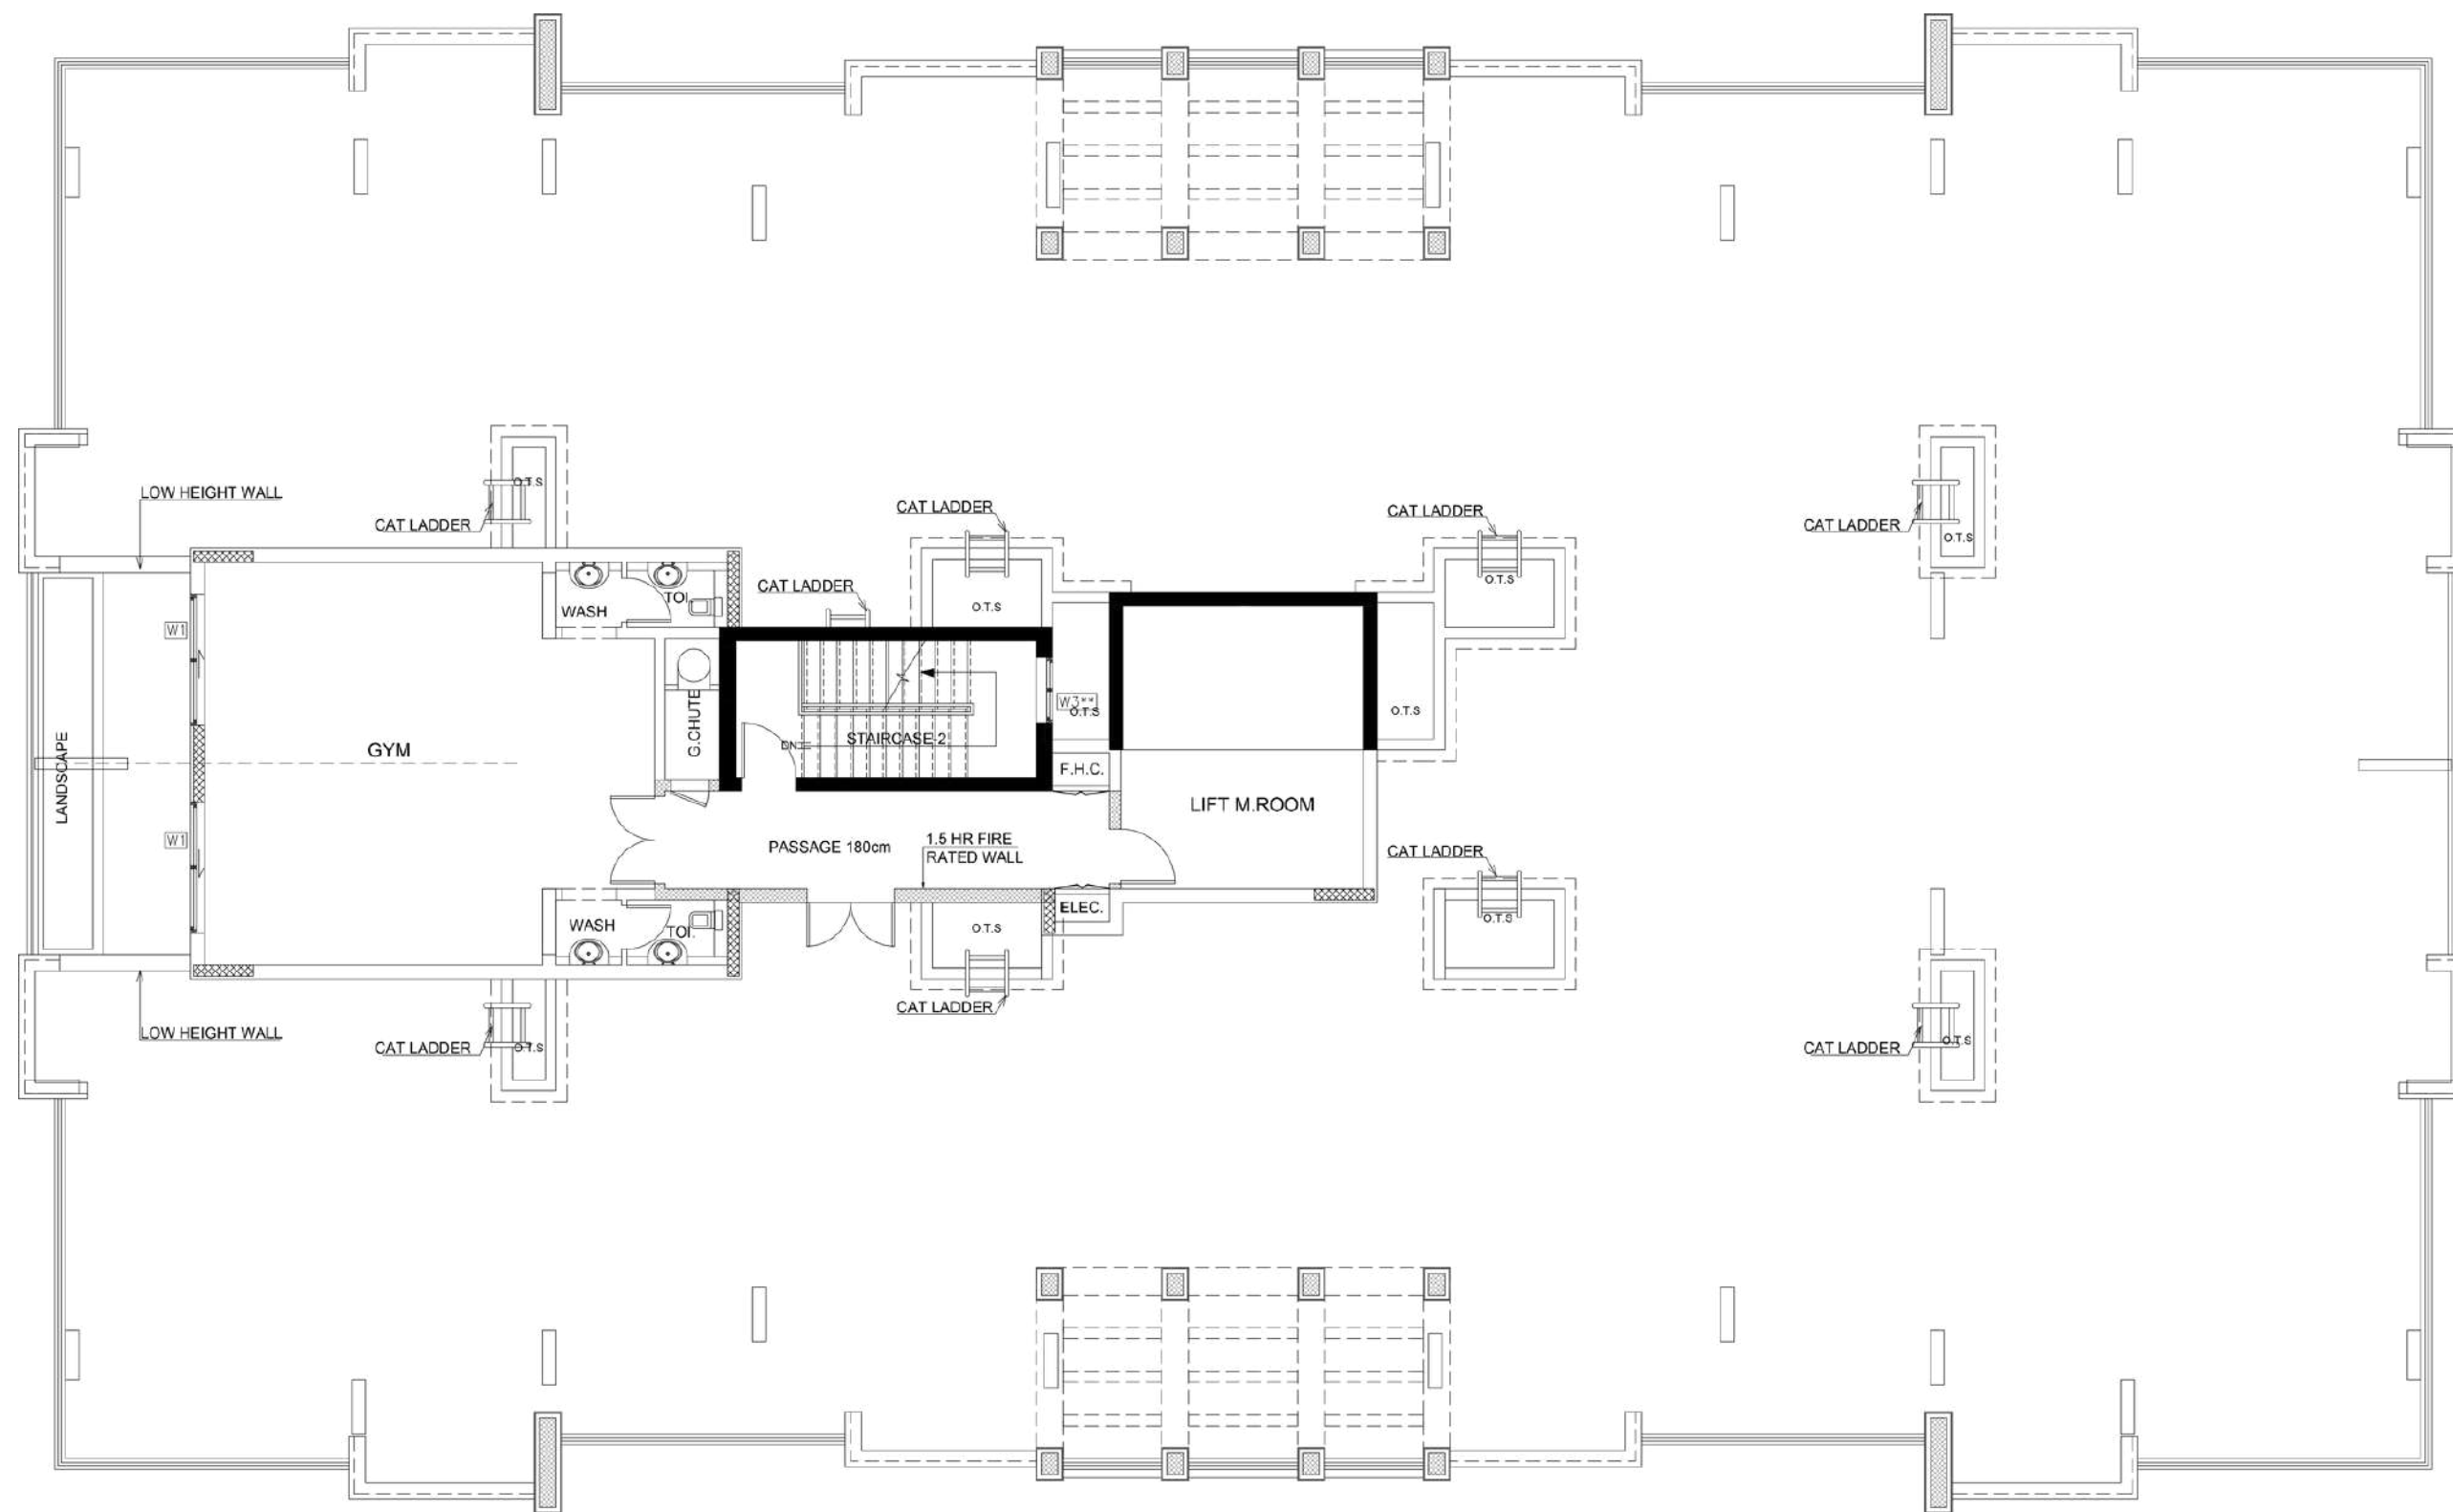 O.T.S
LOW HEIGHT WALL
CAT LADDER
CAT LADDER
CAT LADDER
CAT LADDER
O.T.S
O.T.S
CAT LADDER
WASH
TOI.
O.T.S
W1
W3**
O.T.S
O.T.S
G.CHUTE
LANDSCAPE
GYM
STAIRCASE-2
DN
F.H.C.
LIFT M.ROOM
W1
PASSAGE 180cm
1.5 HR FIRE
RATED WALL
CAT LADDER
ELEC.
WASH
TOI.
O.T.S
O.T.S
CAT LADDER
LOW HEIGHT WALL
CAT LADDER
O.T.S
CAT LADDER
O.T.S